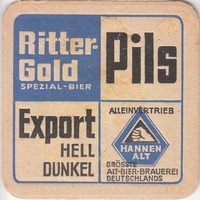 Ritter-
Gold
SPEZIAL-BIER
Pils
Export
HELL
DUNKEL
ALLEINVERTRIEB
HANNEN
ALT
GRÖSSTE
ALT-BIER-BRAUEREI
DEUTSCHLANDS